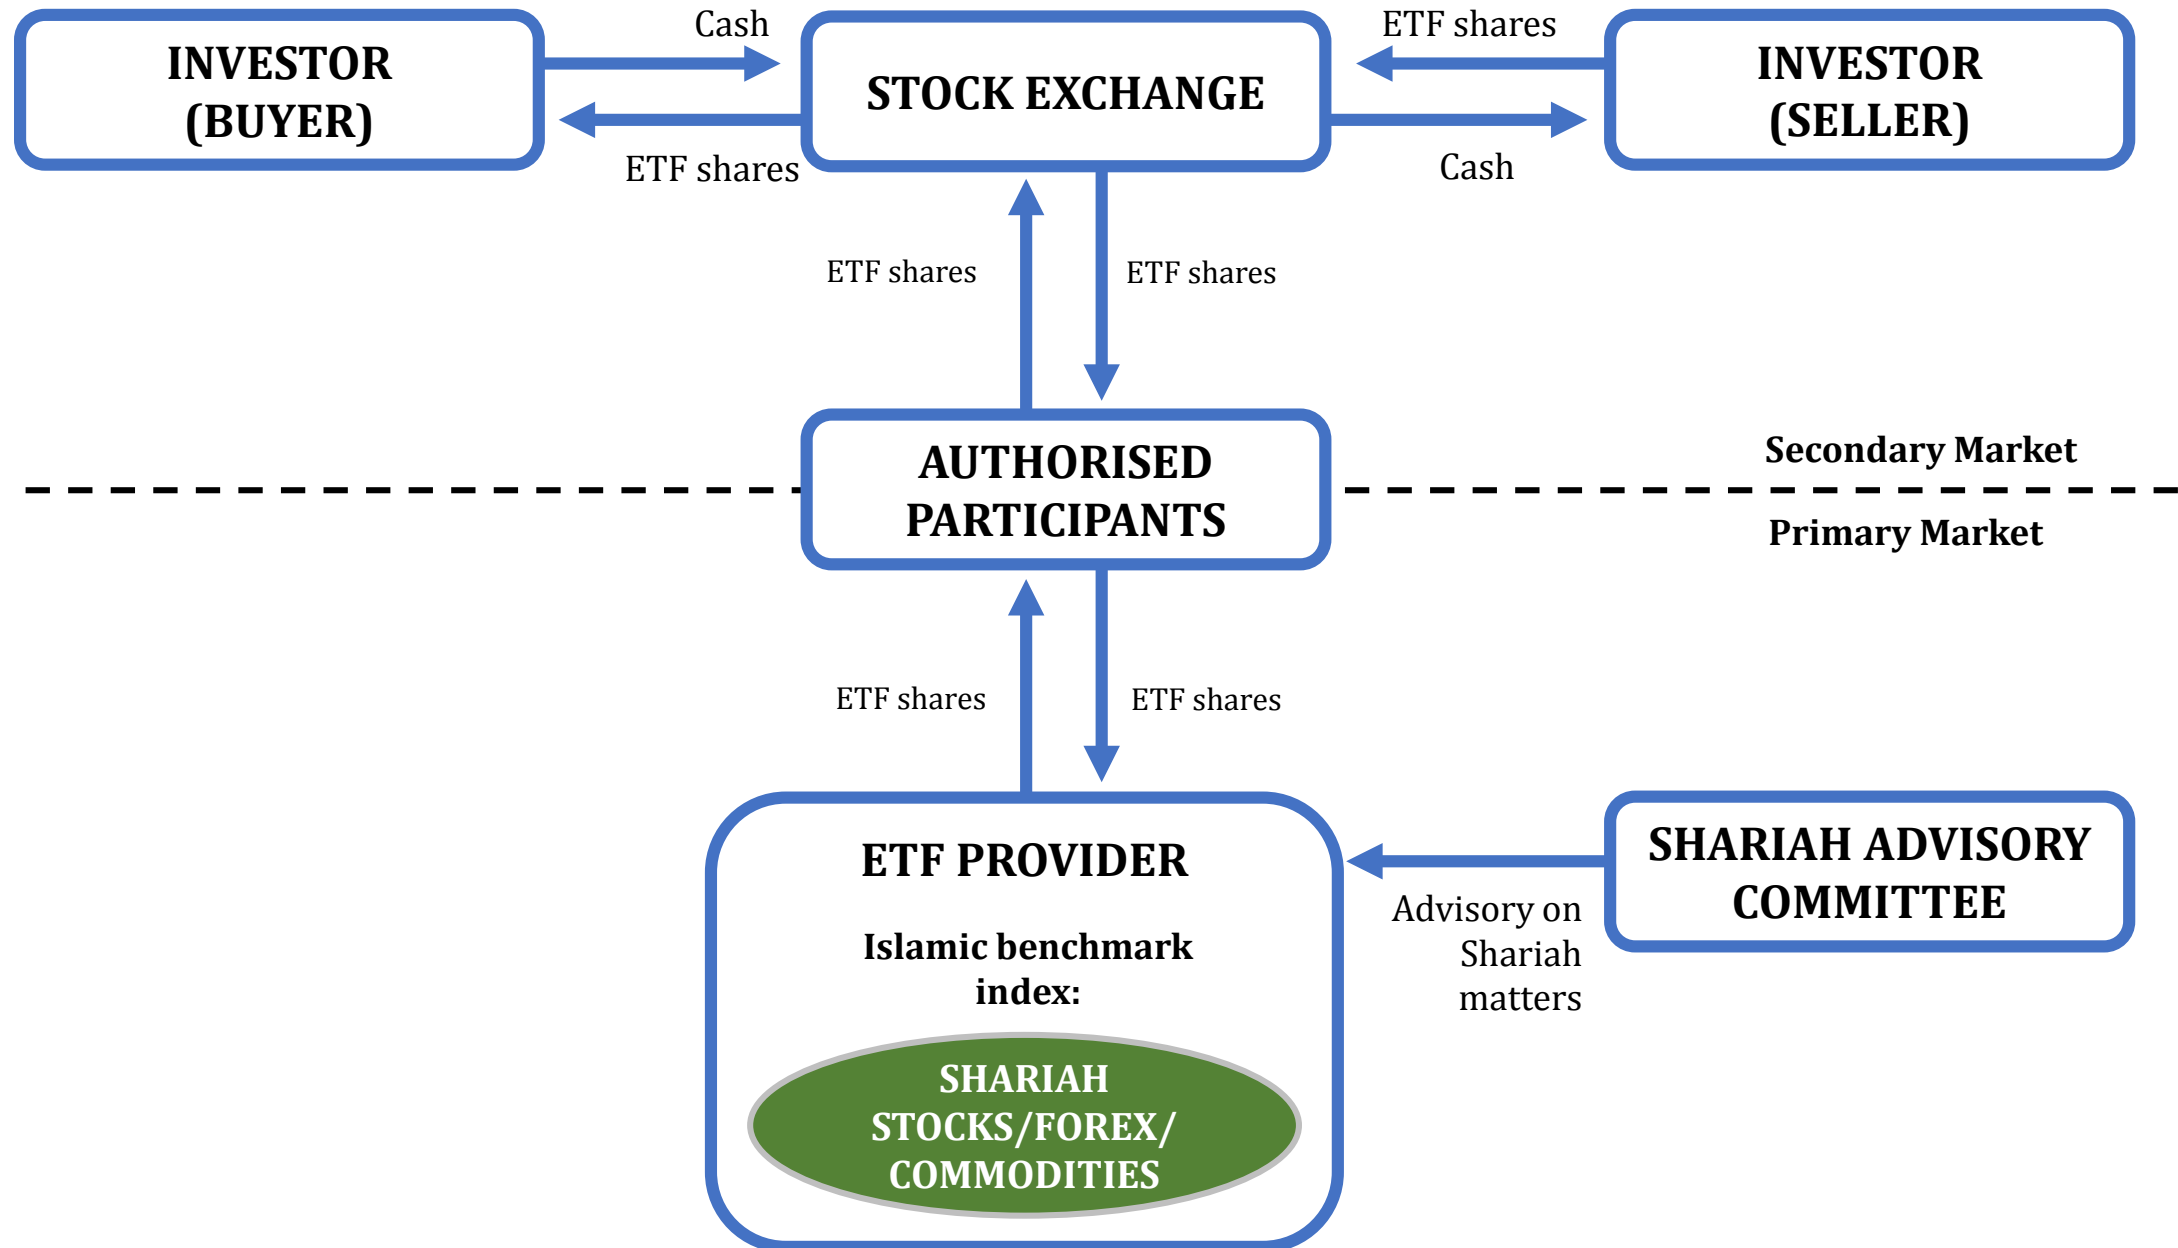 Cash
ETF shares
INVESTOR
(BUYER)
STOCK EXCHANGE
INVESTOR
(SELLER)
ETF shares
Cash
ETF shares
ETF shares
AUTHORISED
PARTICIPANTS
Secondary Market
Primary Market
ETF shares
ETF shares
ETF PROVIDER
Islamic benchmark
index:
SHARIAH
STOCKS/FOREX/
COMMODITIES
SHARIAH ADVISORY
COMMITTEE
Advisory on
Shariah
matters